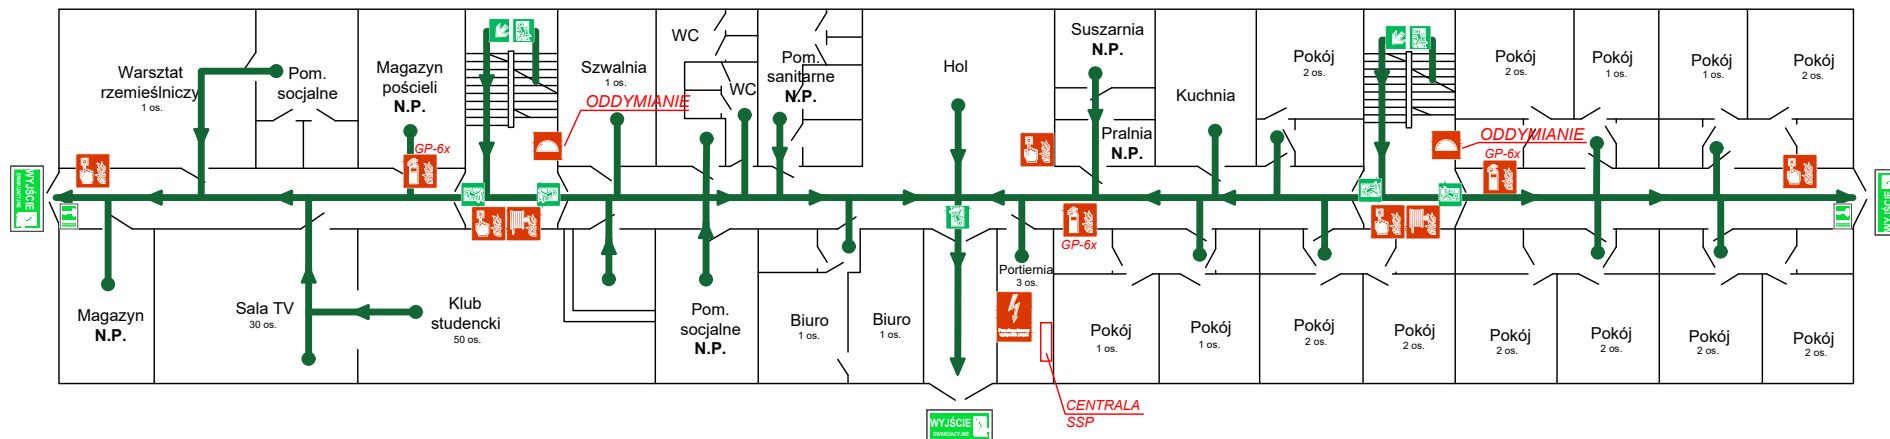 Warsztat
rzemieślniczy
1 os.
Pom.
socjalne
Magazyn
pościeli
N.P.
GP-6x
Szwalnia
1 os.
ODDYMIANIE
WC
WC
Pom.
sanitarne
N.P.
Hol
Suszarnia
N.P.
Pralnia
N.P.
Kuchnia
Pokój
2 os.
ODDYMIANIE
GP-6x
Pokój
2 os.
Pokój
1 os.
Pokój
1 os.
Pokój
2 os.
WYJŚCIE
EWAKUACYJNE
WYJŚCIE
Magazyn
N.P.
Sala TV
30 os.
Klub
studencki
50 os.
Pom.
socjalne
N.P.
Biuro
1 os.
Biuro
1 os.
Portiernia
3 os.
GP-6x
CENTRALA
SSP
Pokój
1 os.
Pokój
1 os.
Pokój
2 os.
Pokój
2 os.
Pokój
2 os.
Pokój
2 os.
Pokój
2 os.
Pokój
2 os.
WYJŚCIE
EWAKUACYJNE